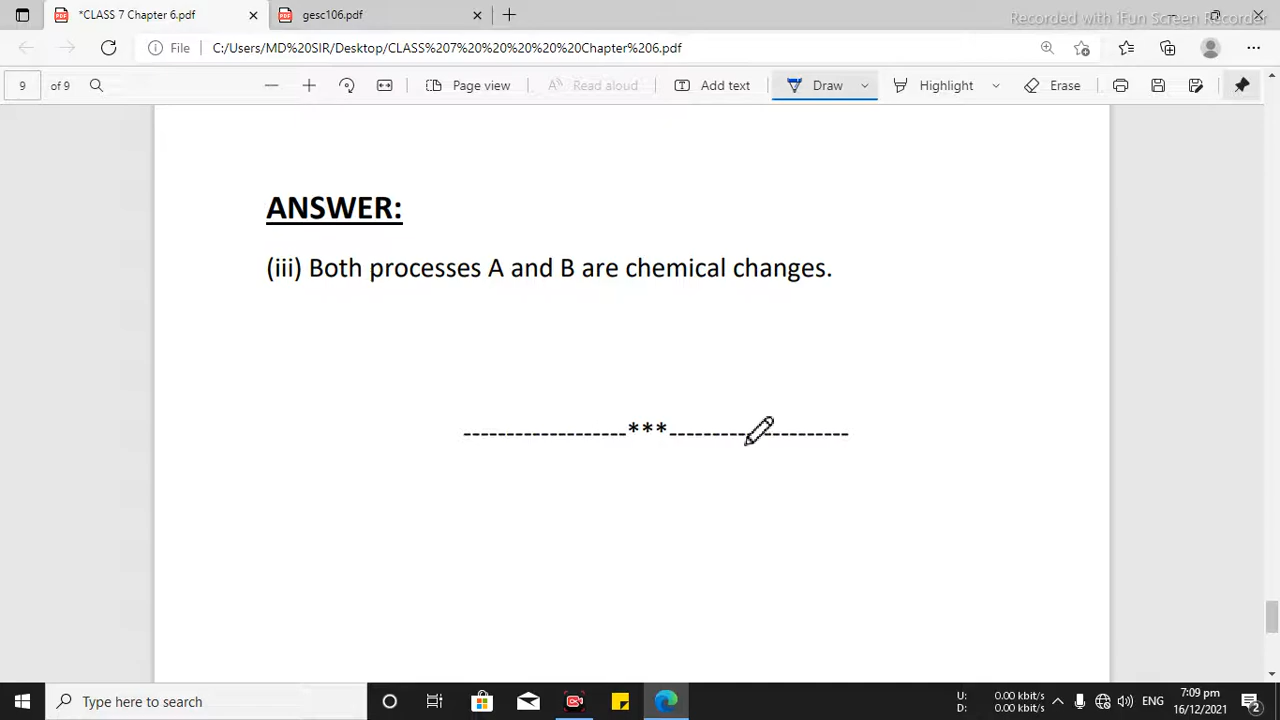 *CLASS 7 Chapter 6.pdf
gesc106.pdf
Recorded with iFun Screen Recorder
File
C:/Users/MD%20SIR/Desktop/CLASS%207%20%20%20%20%20Chapter%206.pdf
9 of 9
Page view
Read aloud
Add text
Draw
Highlight
Erase
ANSWER:
(iii) Both processes A and B are chemical changes.
-------------------***---------------------
Type here to search
U: 0.00 kbit/s
D: 0.00 kbit/s
ENG
7:09 pm
16/12/2021
2